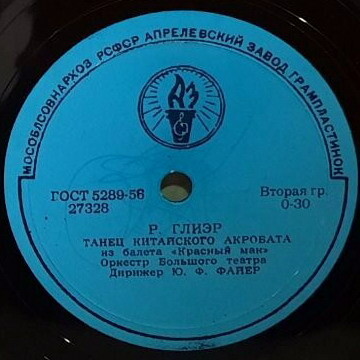 МОСОБЛСОВНАРХОЗ РСФСР АПРЕЛЕВСКИЙ ЗАВОД ГРАМПЛАСТИНОК
АЗ
ГОСТ 5289-56
27328
Вторая гр.
0-30
Р. ГЛИЭР
ТАНЕЦ КИТАЙСКОГО АКРОБАТА
из балета «Красный мак»
Оркестр Большого театра
Дирижер Ю. Ф. ФАЙЕР